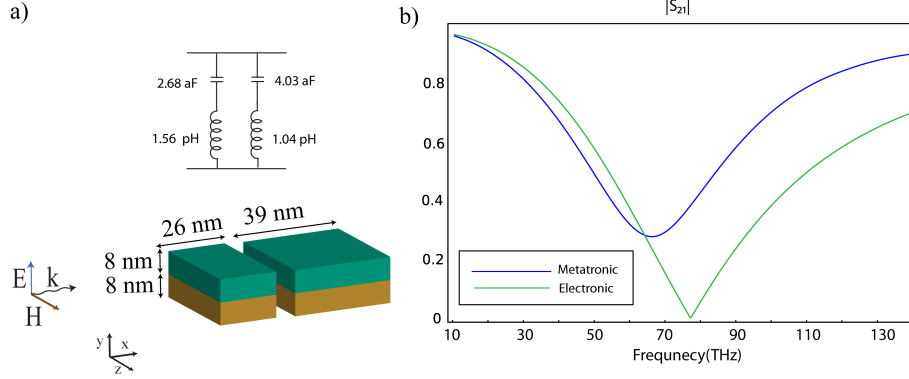 a)
2.68 aF
4.03 aF
1.56 pH
1.04 pH
26 nm
39 nm
8 nm
8 nm
E
k
H
y
x
z
b)
|S₂₁|
0.8
0.6
0.4
0.2
0
Metatronic
Electronic
10 30 50 70 90 110 130
Frequnecy(THz)